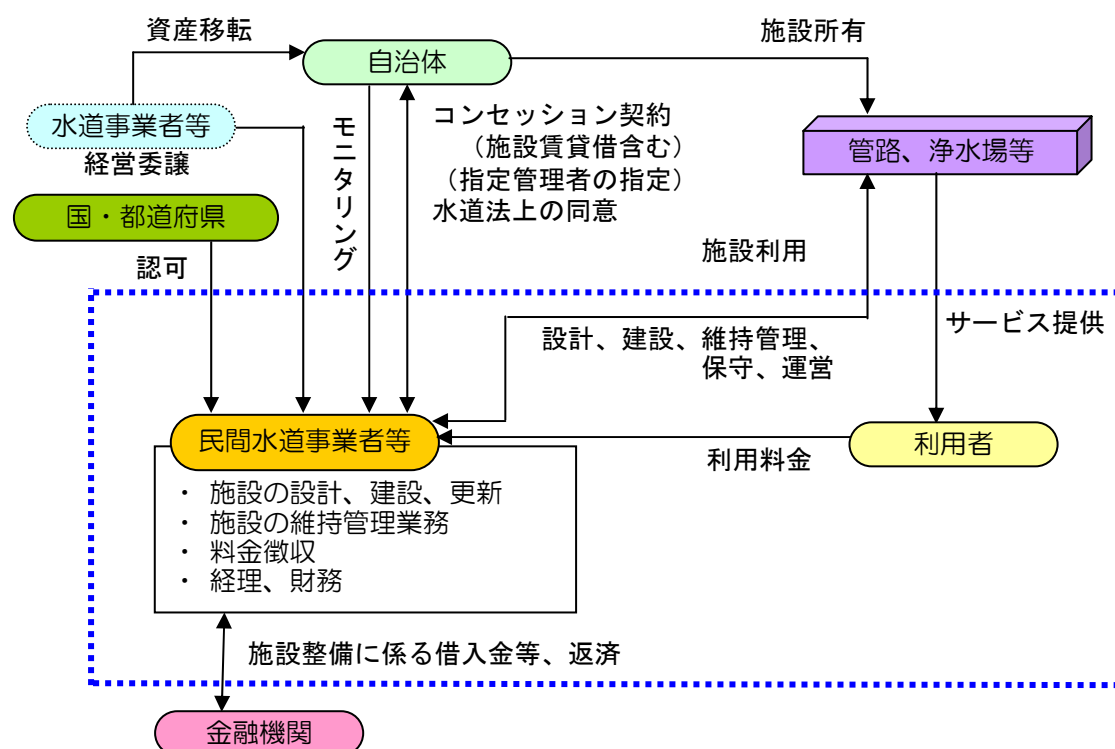 資産移転
施設所有
自治体
水道事業者等
経営委譲
モニタリング
コンセッション契約
（施設賃貸借含む）
（指定管理者の指定）
水道法上の同意
管路、浄水場等
国・都道府県
認可
施設利用
設計、建設、維持管理、
保守、運営
サービス提供
民間水道事業者等
利用料金
利用者
・ 施設の設計、建設、更新
・ 施設の維持管理業務
・ 料金徴収
・ 経理、財務
施設整備に係る借入金等、返済
金融機関